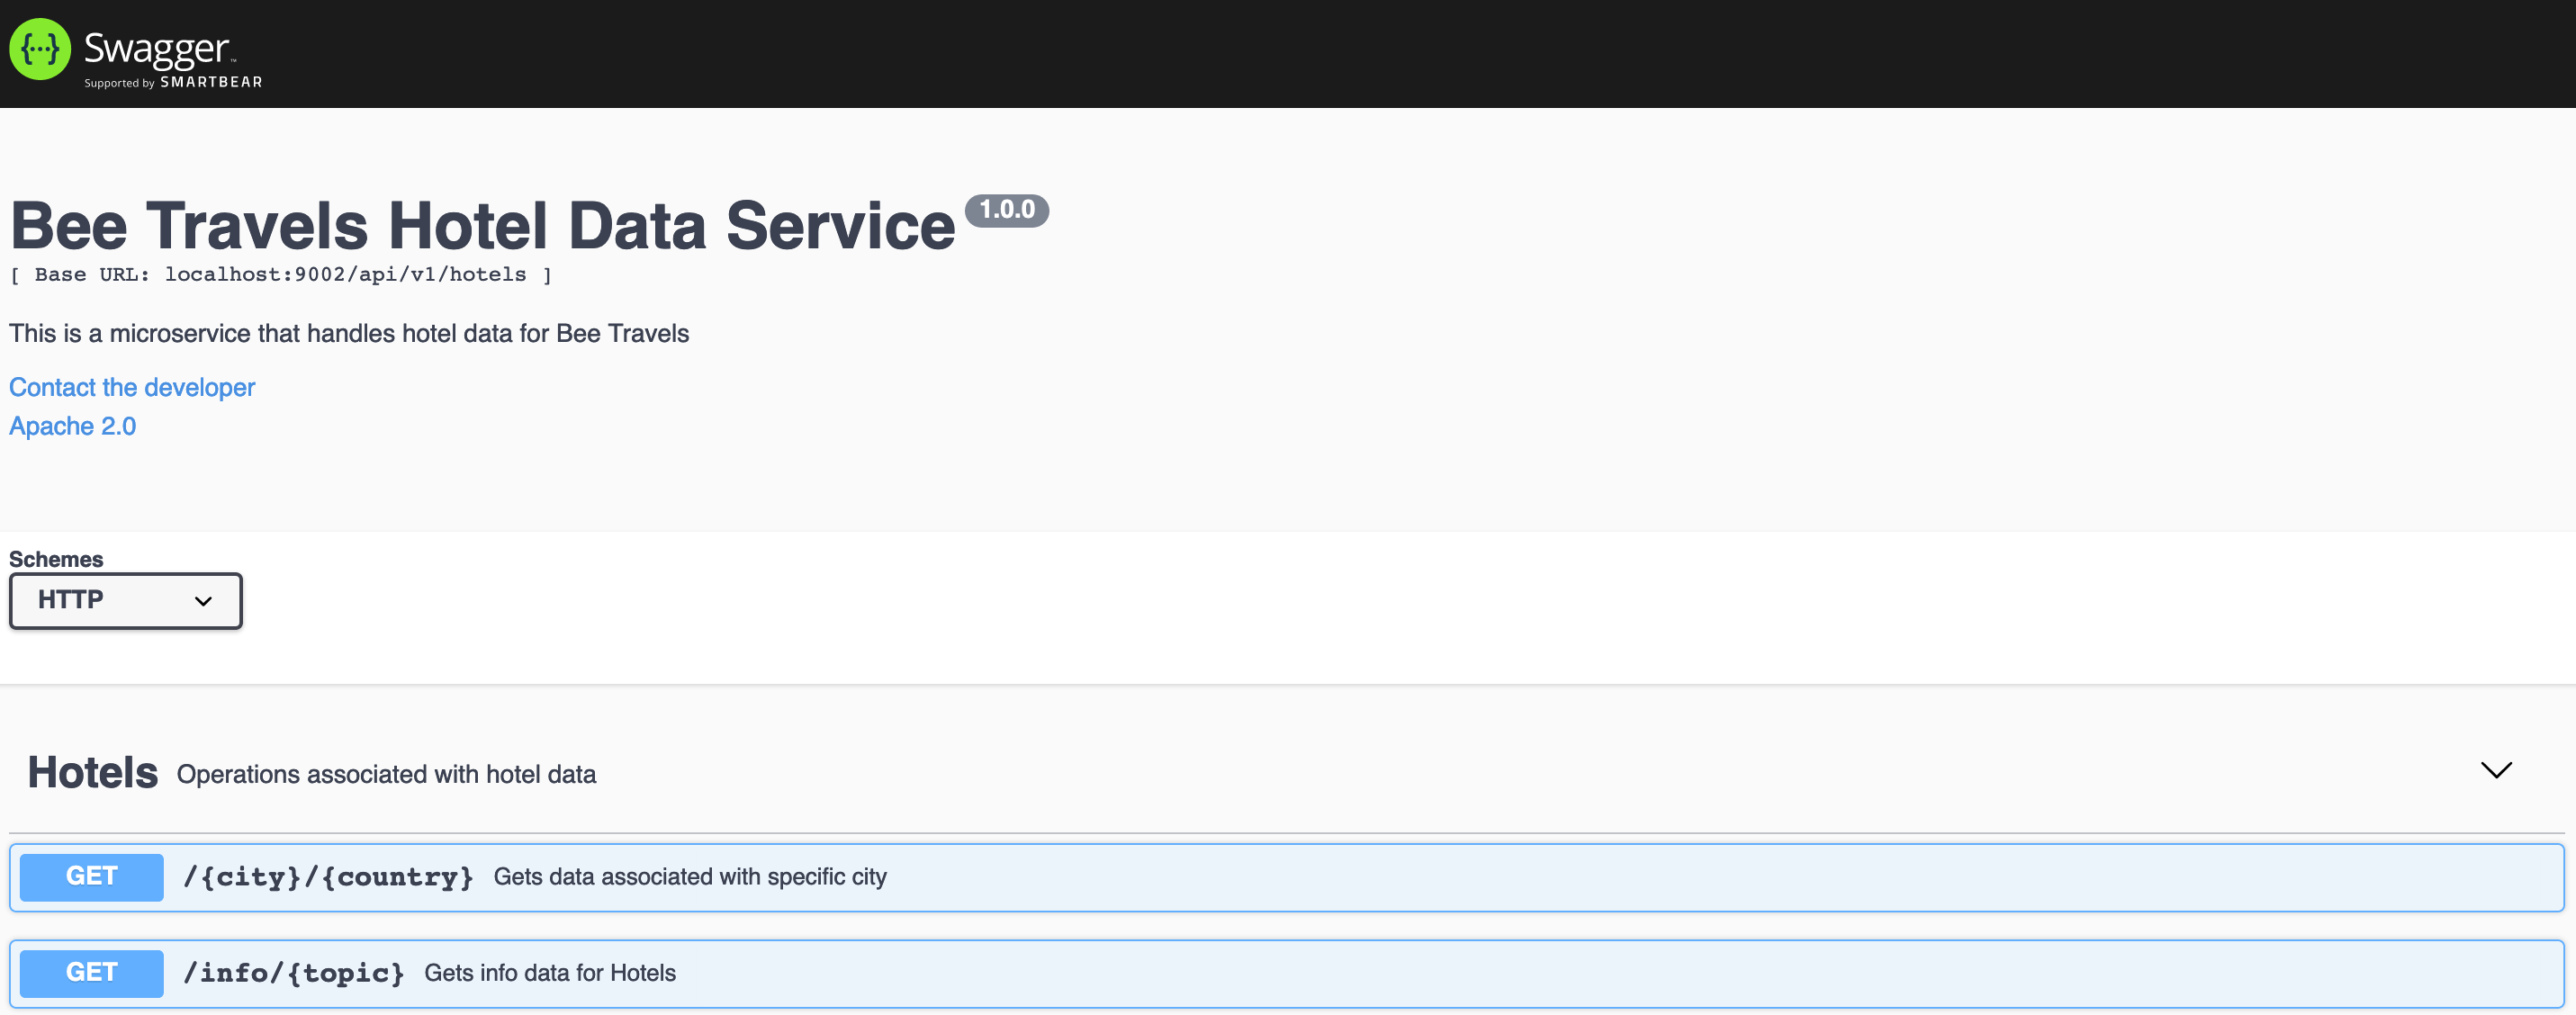 {···} Swagger™
Supported by SMARTBEAR
Bee Travels Hotel Data Service 1.0.0
[ Base URL: localhost:9002/api/v1/hotels ]
This is a microservice that handles hotel data for Bee Travels
Contact the developer
Apache 2.0
Schemes
HTTP
Hotels Operations associated with hotel data
GET /{city}/{country} Gets data associated with specific city
GET /info/{topic} Gets info data for Hotels